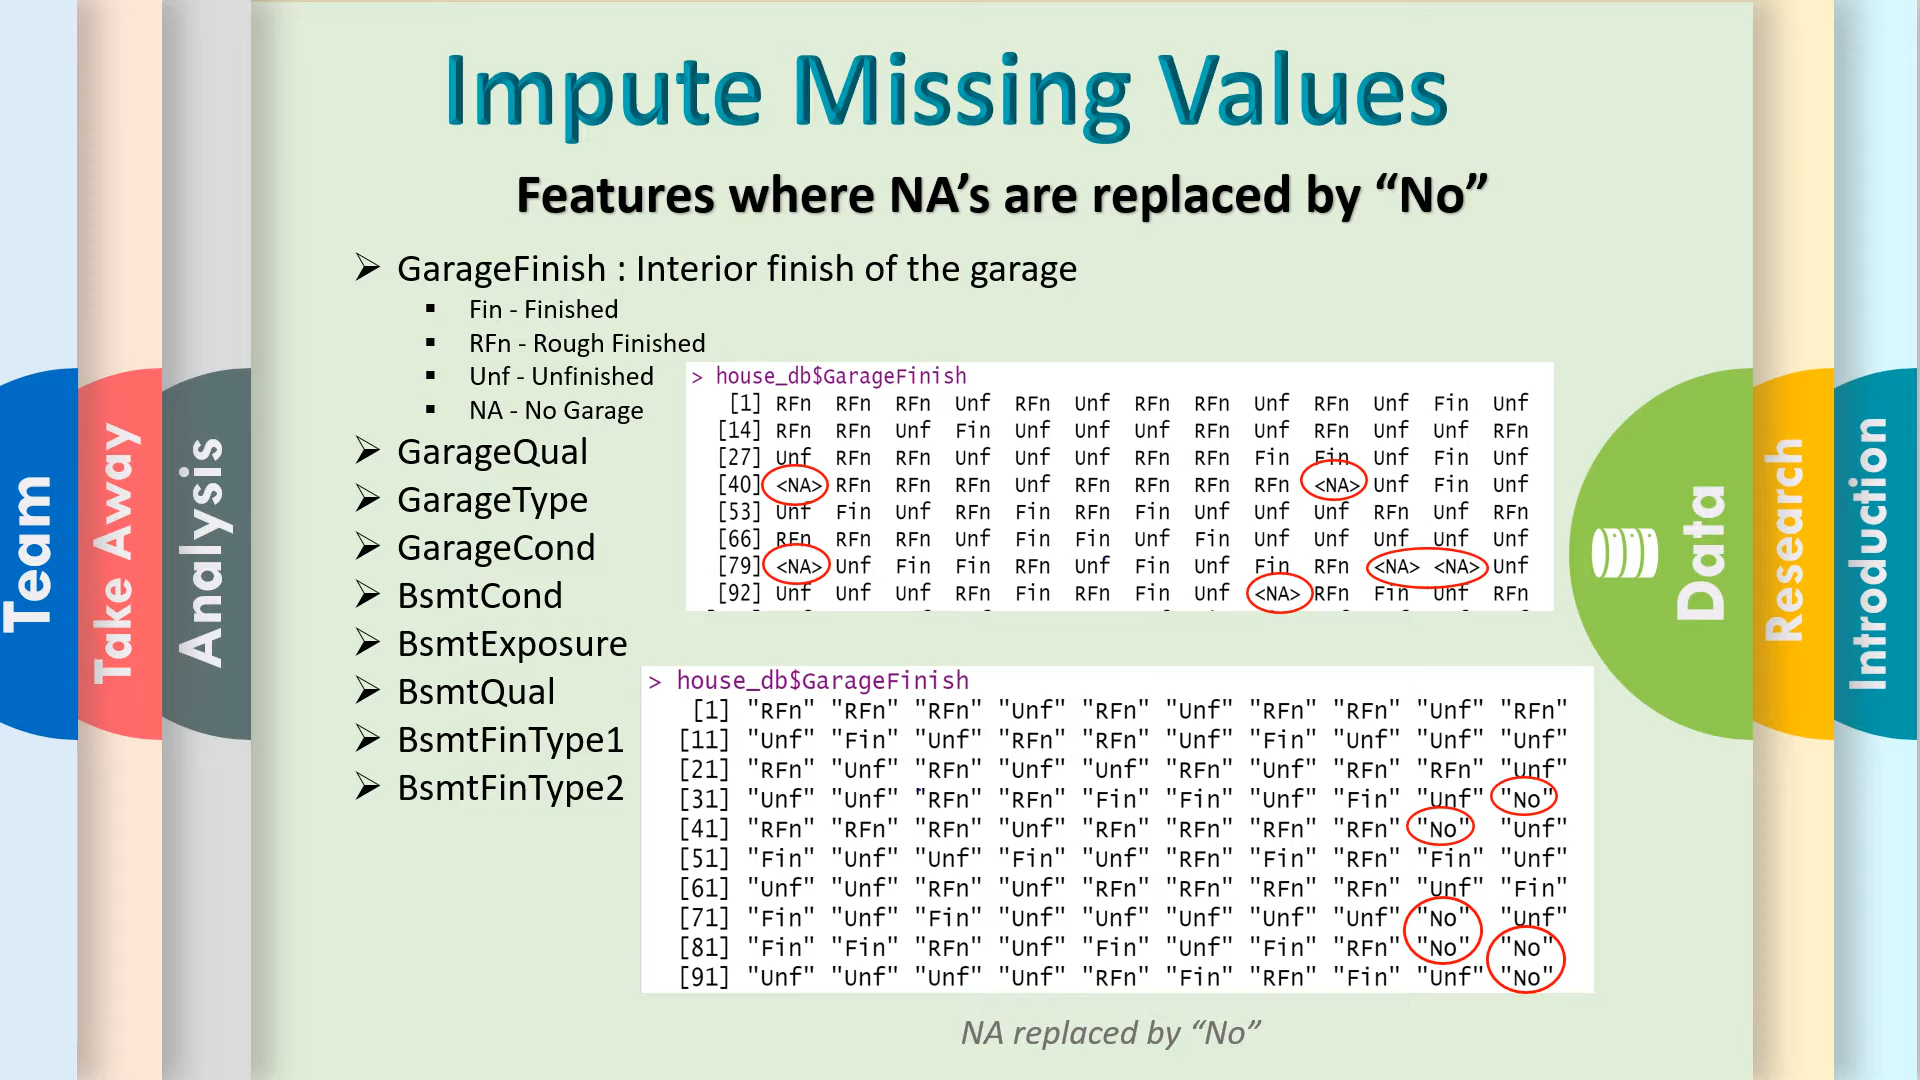 Impute Missing Values
Features where NA’s are replaced by “No”
GarageFinish : Interior finish of the garage
Fin - Finished
RFn - Rough Finished
Unf - Unfinished
NA - No Garage
GarageQual
GarageType
GarageCond
BsmtCond
BsmtExposure
BsmtQual
BsmtFinType1
BsmtFinType2
> house_db$GarageFinish
[1] RFn RFn RFn Unf RFn Unf RFn RFn Unf RFn Unf Fin Unf
[14] RFn RFn Unf Fin Unf Unf Unf RFn Unf RFn Unf Unf RFn
[27] Unf RFn RFn Unf Unf Unf RFn RFn Fin Fin Unf Fin Unf
[40] <NA> RFn RFn RFn Unf RFn RFn RFn RFn <NA> Unf Fin Unf
[53] Unf Fin Unf RFn Fin RFn Fin Unf Unf Unf RFn Unf RFn
[66] RFn RFn RFn Unf Fin Fin Unf Fin Unf Unf Unf Unf Unf
[79] <NA> Unf Fin Fin RFn Unf Fin Unf Fin RFn <NA> <NA> Unf
[92] Unf Unf Unf RFn Fin RFn Fin Unf <NA> RFn Fin Unf RFn
> house_db$GarageFinish
[1] "RFn" "RFn" "RFn" "Unf" "RFn" "Unf" "RFn" "RFn" "Unf" "RFn"
[11] "Unf" "Fin" "Unf" "RFn" "RFn" "Unf" "Fin" "Unf" "Unf" "Unf"
[21] "RFn" "Unf" "RFn" "Unf" "Unf" "RFn" "Unf" "RFn" "RFn" "Unf"
[31] "Unf" "Unf" "RFn" "RFn" "Fin" "Fin" "Unf" "Fin" "Unf" "No"
[41] "RFn" "RFn" "RFn" "Unf" "RFn" "RFn" "RFn" "RFn" "No" "Unf"
[51] "Fin" "Unf" "Unf" "Fin" "Unf" "RFn" "Fin" "RFn" "Fin" "Unf"
[61] "Unf" "Unf" "RFn" "Unf" "RFn" "RFn" "RFn" "RFn" "Unf" "Fin"
[71] "Fin" "Unf" "Fin" "Unf" "Unf" "Unf" "Unf" "Unf" "No" "Unf"
[81] "Fin" "Fin" "RFn" "Unf" "Fin" "Unf" "Fin" "RFn" "No" "No"
[91] "Unf" "Unf" "Unf" "Unf" "RFn" "Fin" "RFn" "Fin" "Unf" "No"
NA replaced by “No”
Team
Take Away
Analysis
Data
Research
Introduction